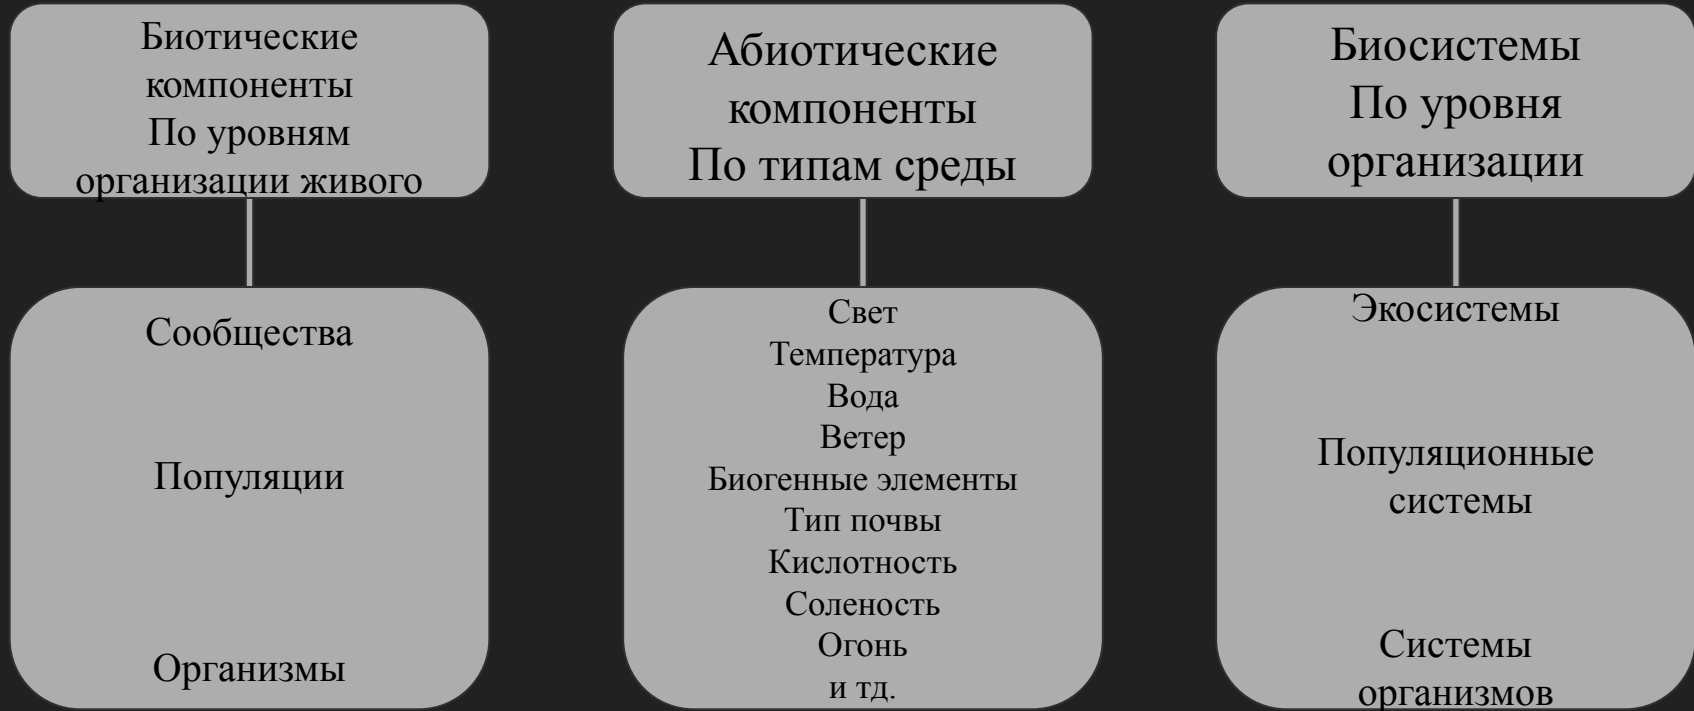 Биотические
компоненты
По уровням
организации живого
Абиотические
компоненты
По типам среды
Биосистемы
По уровня
организации
Сообщества
Популяции
Организмы
Свет
Температура
Вода
Ветер
Биогенные элементы
Тип почвы
Кислотность
Соленость
Огонь
и тд.
Экосистемы
Популяционные
системы
Системы
организмов